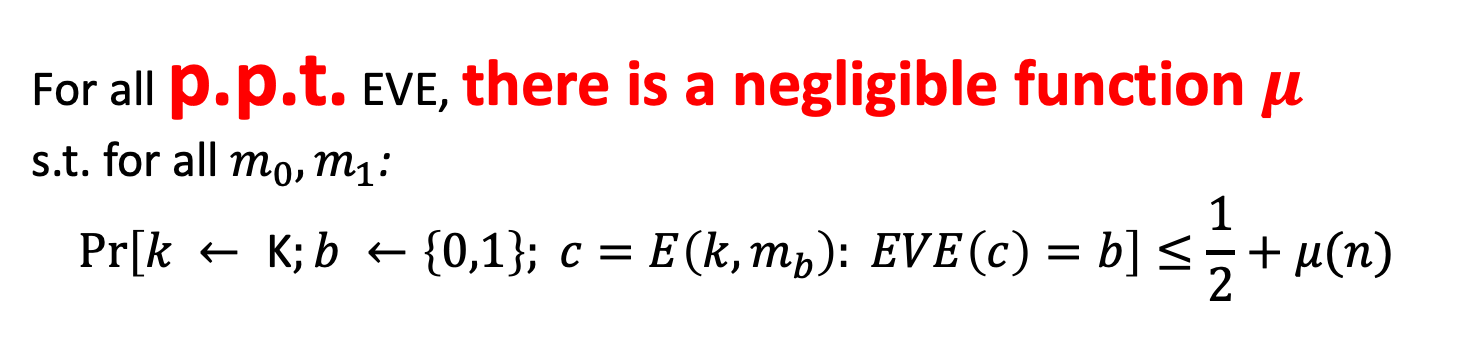 For all p.p.t. EVE, there is a negligible function μ
s.t. for all m₀, m₁:
Pr[k ← K; b ← {0,1}; c = E(k, m_b): EVE(c) = b] ≤ 1/2 + μ(n)